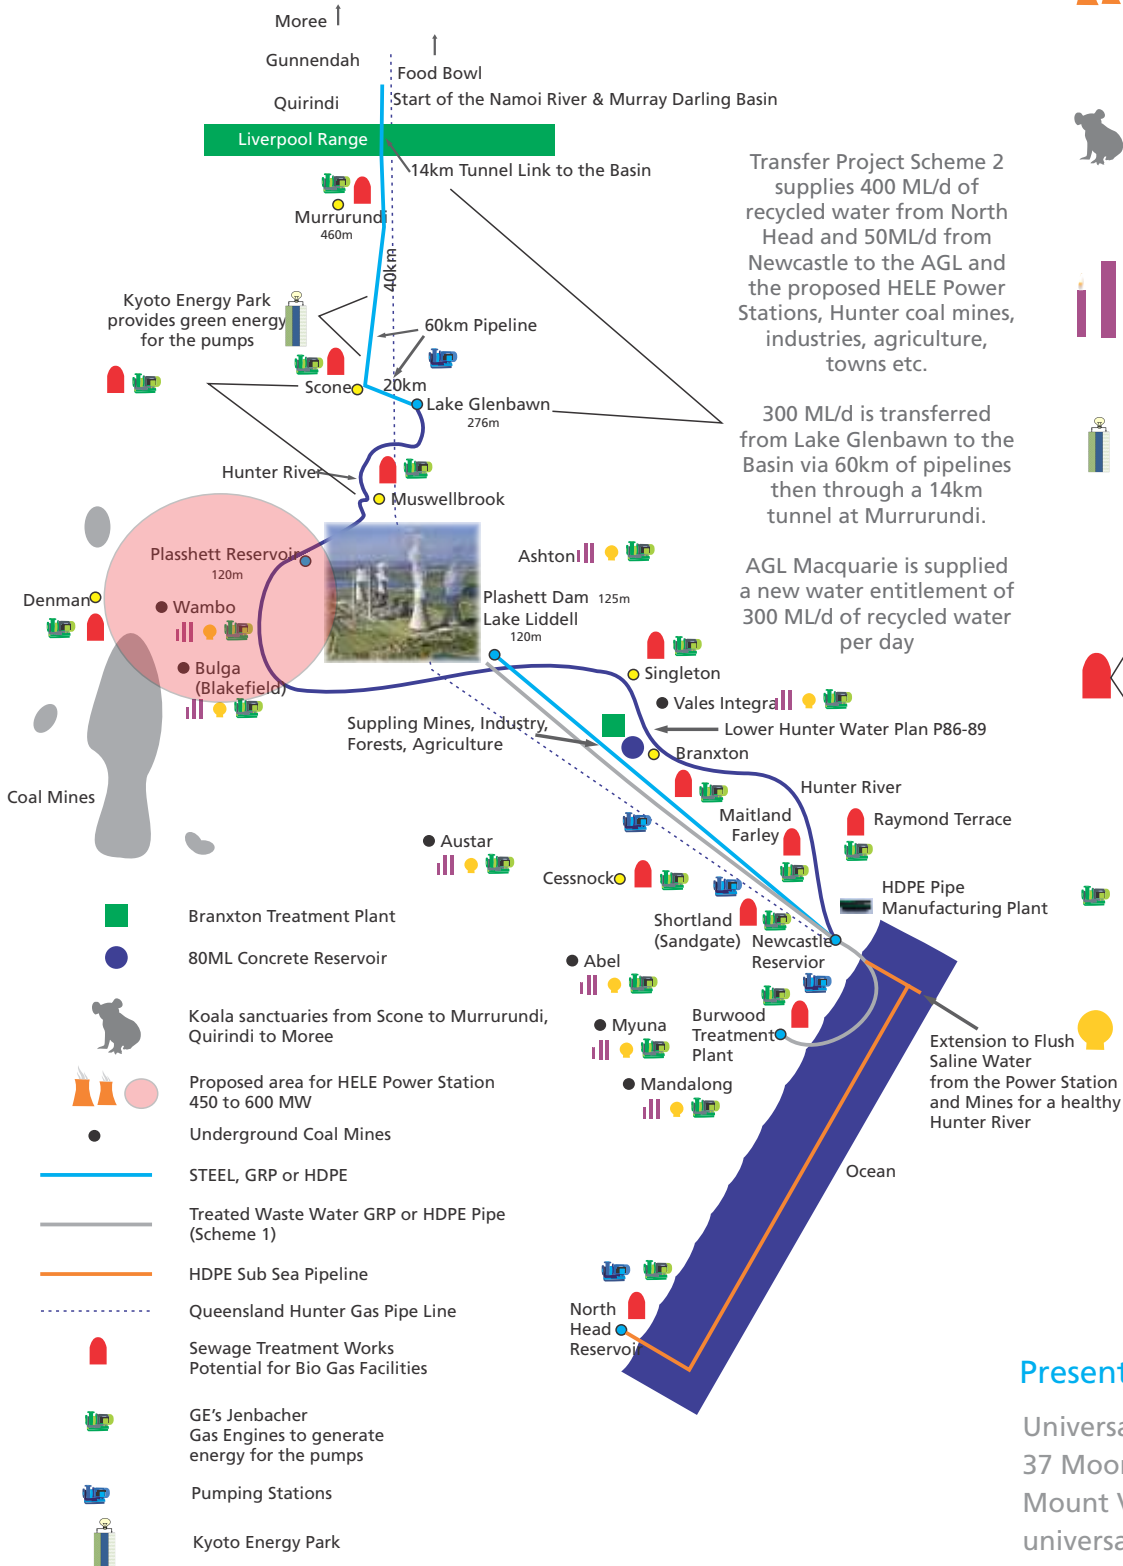 Moree
Gunnendah
Food Bowl
Quirindi
Start of the Namoi River & Murray Darling Basin
Liverpool Range
14km Tunnel Link to the Basin
Murrurundi
460m
40km
Kyoto Energy Park
provides green energy
for the pumps
60km Pipeline
Scone
20km
Lake Glenbawn
276m
Hunter River
Muswellbrook
Transfer Project Scheme 2
supplies 400 ML/d of
recycled water from North
Head and 50ML/d from
Newcastle to the AGL and
the proposed HELE Power
Stations, Hunter coal mines,
industries, agriculture,
towns etc.
300 ML/d is transferred
from Lake Glenbawn to the
Basin via 60km of pipelines
then through a 14km
tunnel at Murrurundi.
AGL Macquarie is supplied
a new water entitlement of
300 ML/d of recycled water
per day
Plasshett Reservoir
120m
Ashton
Denman
Wambo
Plashett Dam 125m
Lake Liddell
120m
Bulga
(Blakefield)
Singleton
Vales Integra
Suppling Mines, Industry,
Forests, Agriculture
Lower Hunter Water Plan P86-89
Branxton
Coal Mines
Hunter River
Maitland
Farley
Raymond Terrace
Austar
Cessnock
HDPE Pipe
Manufacturing Plant
Shortland
(Sandgate)
Newcastle
Reservior
Abel
Myuna
Burwood
Treatment
Plant
Mandalong
Extension to Flush
Saline Water
from the Power Station
and Mines for a healthy
Hunter River
Ocean
North
Head
Reservoir
Branxton Treatment Plant
80ML Concrete Reservoir
Koala sanctuaries from Scone to Murrurundi,
Quirindi to Moree
Proposed area for HELE Power Station
450 to 600 MW
Underground Coal Mines
STEEL, GRP or HDPE
Treated Waste Water GRP or HDPE Pipe
(Scheme 1)
HDPE Sub Sea Pipeline
Queensland Hunter Gas Pipe Line
Sewage Treatment Works
Potential for Bio Gas Facilities
GE's Jenbacher
Gas Engines to generate
energy for the pumps
Pumping Stations
Kyoto Energy Park
Present
Universa
37 Moor
Mount V
universa